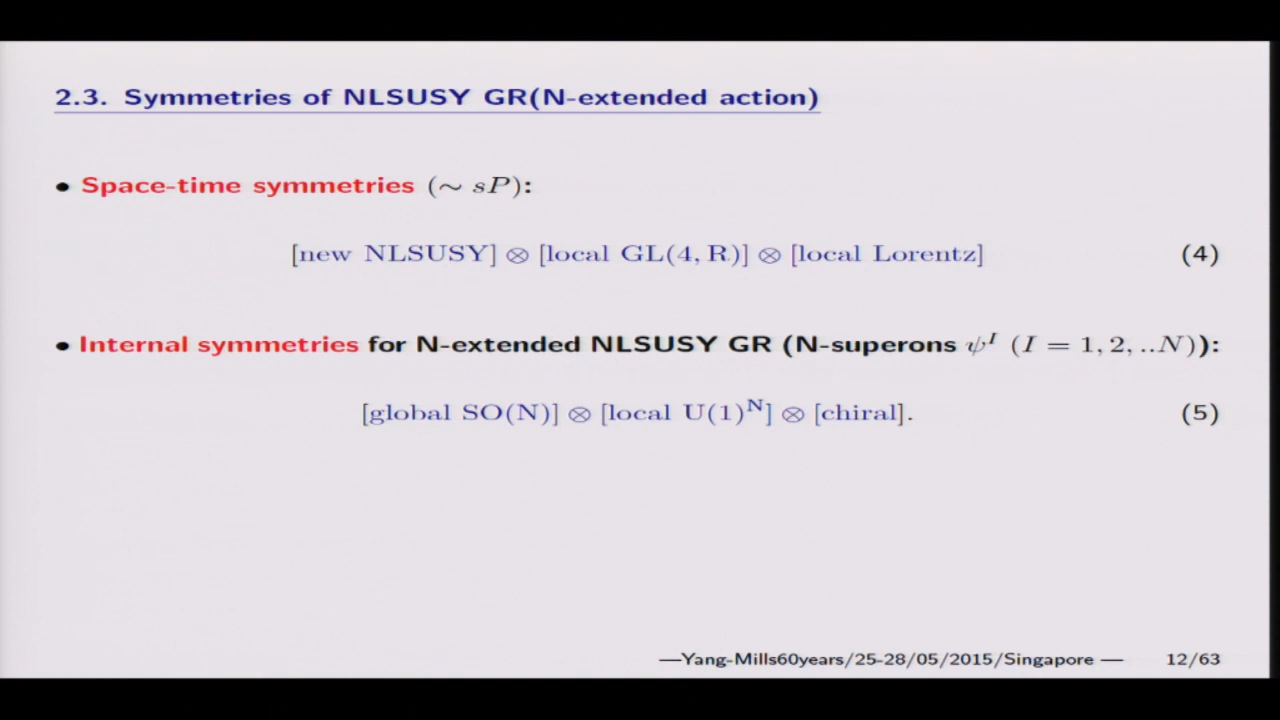 2.3. Symmetries of NLSUSY GR(N-extended action)
• Space-time symmetries (∼ sP):
[new NLSUSY] ⊗ [local GL(4, R)] ⊗ [local Lorentz] (4)
• Internal symmetries for N-extended NLSUSY GR (N-superons ψ^I (I = 1, 2, ..N)):
[global SO(N)] ⊗ [local U(1)^N] ⊗ [chiral]. (5)
—Yang-Mills60years/25-28/05/2015/Singapore — 12/63